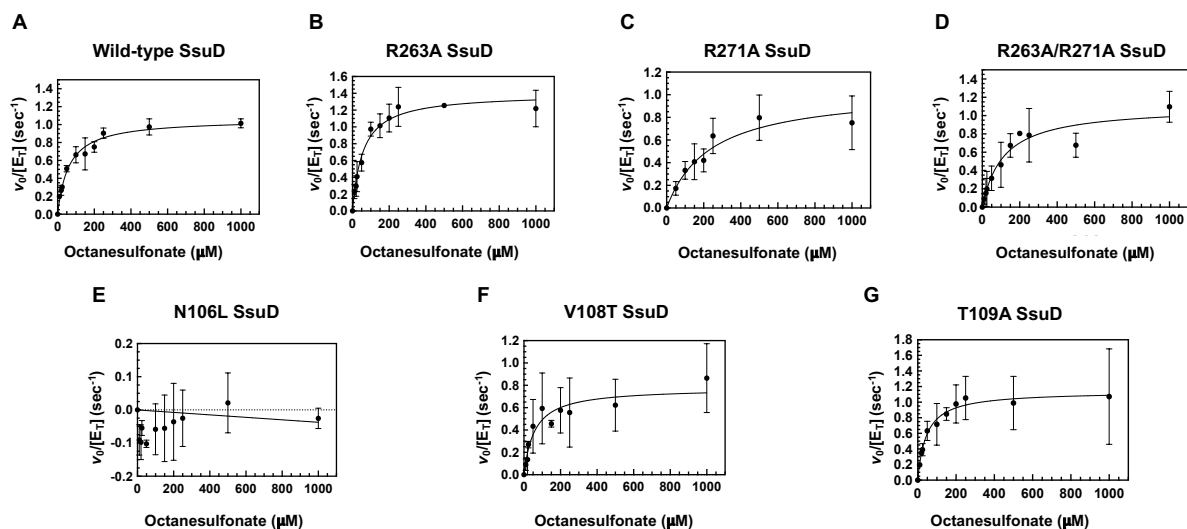 A
Wild-type SsuD
v0/[ET] (sec-1)
1.6
1.4
1.2
1.0
0.8
0.6
0.4
0.2
0.0
0 200 400 600 800 1000
Octanesulfonate (μM)
B
R263A SsuD
v0/[ET] (sec-1)
1.6
1.4
1.2
1.0
0.8
0.6
0.4
0.2
0.0
0 200 400 600 800 1000
Octanesulfonate (μM)
C
R271A SsuD
v0/[ET] (sec-1)
1.2
1.0
0.8
0.6
0.4
0.2
0.0
0 200 400 600 800 1000
Octanesulfonate (μM)
D
R263A/R271A SsuD
v0/[ET] (sec-1)
1.6
1.4
1.2
1.0
0.8
0.6
0.4
0.2
0.0
0 200 400 600 800 1000
Octanesulfonate (μM)
E
N106L SsuD
v0/[ET] (sec-1)
0.2
0.1
0.0
-0.1
-0.2
0 200 400 600 800 1000
Octanesulfonate (μM)
F
V108T SsuD
v0/[ET] (sec-1)
1.4
1.2
1.0
0.8
0.6
0.4
0.2
0.0
0 200 400 600 800 1000
Octanesulfonate (μM)
G
T109A SsuD
v0/[ET] (sec-1)
1.8
1.6
1.4
1.2
1.0
0.8
0.6
0.4
0.2
0.0
0 200 400 600 800 1000
Octanesulfonate (μM)